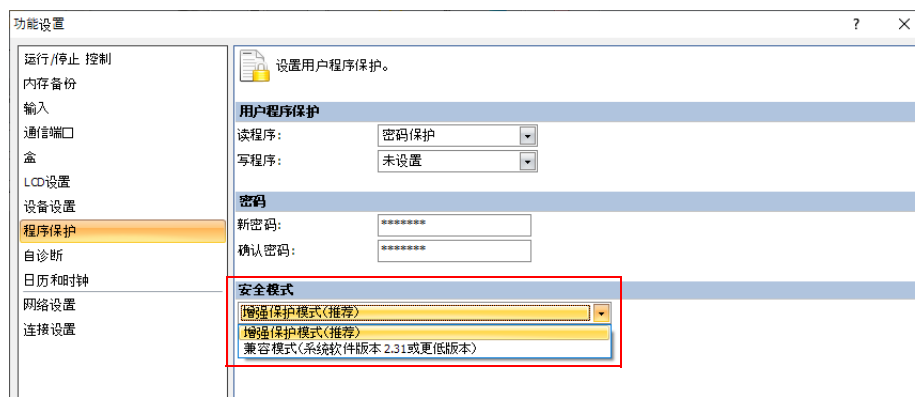 功能设置
?
运行/停止 控制
内存备份
输入
通信端口
盒
LCD设置
设备设置
程序保护
自诊断
日历和时钟
网络设置
连接设置
设置用户程序保护。
用户程序保护
读程序: 密码保护
写程序: 未设置
密码
新密码: *******
确认密码: *******
安全模式
增强保护模式(推荐)
增强保护模式(推荐)
兼容模式(系统软件版本 2.31或更低版本)